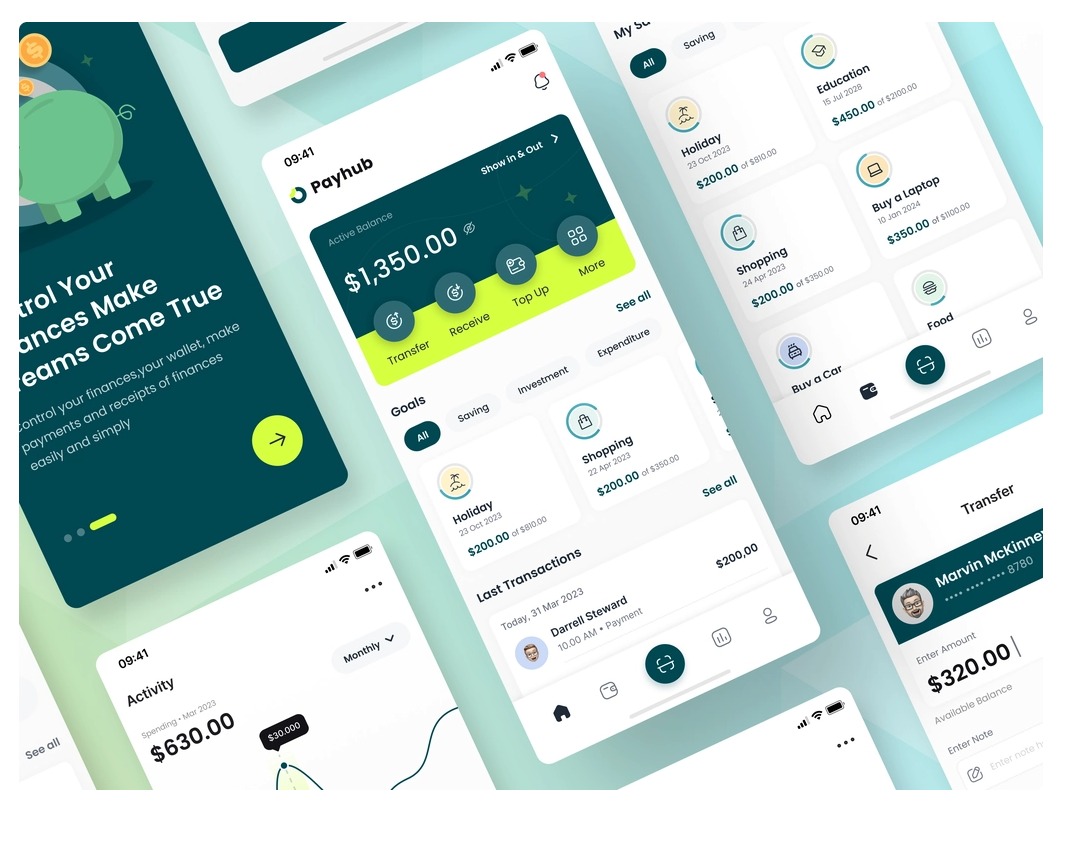 trol Your
ances Make
reams Come True
control your finances,your wallet, make
payments and receipts of finances
easily and simply
09:41
Payhub
Show in & Out
Active Balance
$1,350.00
Transfer
Receive
Top Up
More
Goals
See all
All
Saving
Investment
Expenditure
Holiday
23 Oct 2023
$200.00 of $810.00
Shopping
22 Apr 2023
$200.00 of $350.00
Last Transactions
See all
Today, 31 Mar 2023
Darrell Steward
10.00 AM • Payment
$200.00
My
All
Saving
Holiday
23 Oct 2023
$200.00 of $810.00
Education
15 Jul 2028
$450.00 of $2100.00
Shopping
24 Apr 2023
$200.00 of $350.00
Buy a Laptop
10 Jan 2024
$350.00 of $1100.00
Buy a Car
Food
See all
09:41
Activity
Monthly
Spending • Mar 2023
$630.00
$30.000
09:41
Transfer
Marvin McKinney
•••• •••• •••• 8780
Enter Amount
$320.00
Available Balance
Enter Note
Enter note